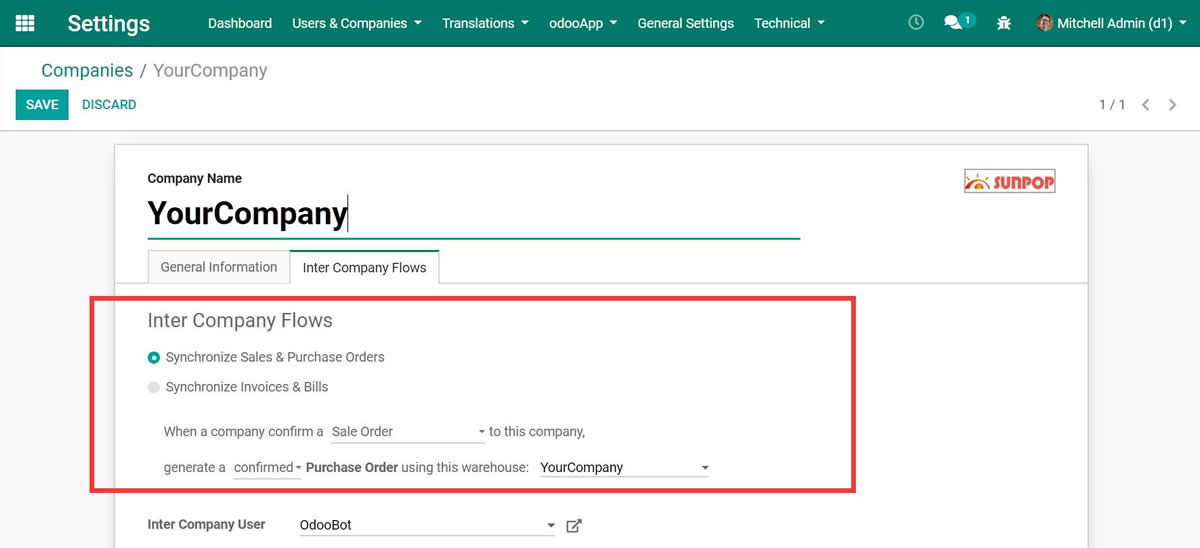 Settings Dashboard Users & Companies Translations odooApp General Settings Technical 1 Mitchell Admin (d1)
Companies / YourCompany
SAVE DISCARD 1 / 1
Company Name
SUNPOP
YourCompany
General Information Inter Company Flows
Inter Company Flows
Synchronize Sales & Purchase Orders
Synchronize Invoices & Bills
When a company confirm a Sale Order to this company,
generate a confirmed Purchase Order using this warehouse: YourCompany
Inter Company User OdooBot